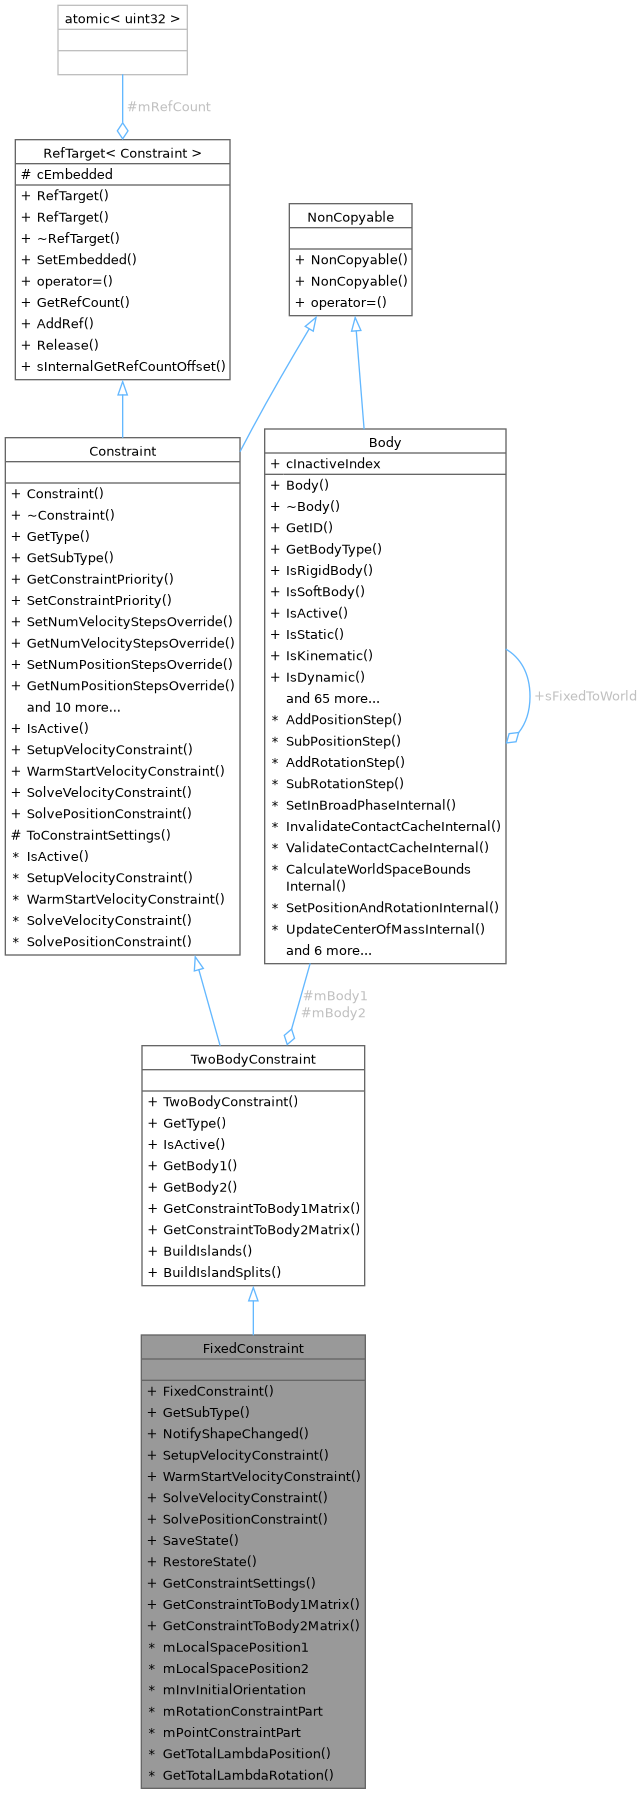 atomic< uint32 >
#mRefCount
RefTarget< Constraint >
# cEmbedded
+ RefTarget()
+ RefTarget()
+ ~RefTarget()
+ SetEmbedded()
+ operator=()
+ GetRefCount()
+ AddRef()
+ Release()
+ sInternalGetRefCountOffset()
NonCopyable
+ NonCopyable()
+ NonCopyable()
+ operator=()
Constraint
+ Constraint()
+ ~Constraint()
+ GetType()
+ GetSubType()
+ GetConstraintPriority()
+ SetConstraintPriority()
+ SetNumVelocityStepsOverride()
+ GetNumVelocityStepsOverride()
+ SetNumPositionStepsOverride()
+ GetNumPositionStepsOverride()
and 10 more...
+ IsActive()
+ SetupVelocityConstraint()
+ WarmStartVelocityConstraint()
+ SolveVelocityConstraint()
+ SolvePositionConstraint()
# ToConstraintSettings()
* IsActive()
* SetupVelocityConstraint()
* WarmStartVelocityConstraint()
* SolveVelocityConstraint()
* SolvePositionConstraint()
Body
+ cInactiveIndex
+ Body()
+ ~Body()
+ GetID()
+ GetBodyType()
+ IsRigidBody()
+ IsSoftBody()
+ IsActive()
+ IsStatic()
+ IsKinematic()
+ IsDynamic()
and 65 more...
* AddPositionStep()
* SubPositionStep()
* AddRotationStep()
* SubRotationStep()
* SetInBroadPhaseInternal()
* InvalidateContactCacheInternal()
* ValidateContactCacheInternal()
* CalculateWorldSpaceBounds
Internal()
* SetPositionAndRotationInternal()
* UpdateCenterOfMassInternal()
and 6 more...
+sFixedToWorld
#mBody1
#mBody2
TwoBodyConstraint
+ TwoBodyConstraint()
+ GetType()
+ IsActive()
+ GetBody1()
+ GetBody2()
+ GetConstraintToBody1Matrix()
+ GetConstraintToBody2Matrix()
+ BuildIslands()
+ BuildIslandSplits()
FixedConstraint
+ FixedConstraint()
+ GetSubType()
+ NotifyShapeChanged()
+ SetupVelocityConstraint()
+ WarmStartVelocityConstraint()
+ SolveVelocityConstraint()
+ SolvePositionConstraint()
+ SaveState()
+ RestoreState()
+ GetConstraintSettings()
+ GetConstraintToBody1Matrix()
+ GetConstraintToBody2Matrix()
* mLocalSpacePosition1
* mLocalSpacePosition2
* mInvInitialOrientation
* mRotationConstraintPart
* mPointConstraintPart
* GetTotalLambdaPosition()
* GetTotalLambdaRotation()